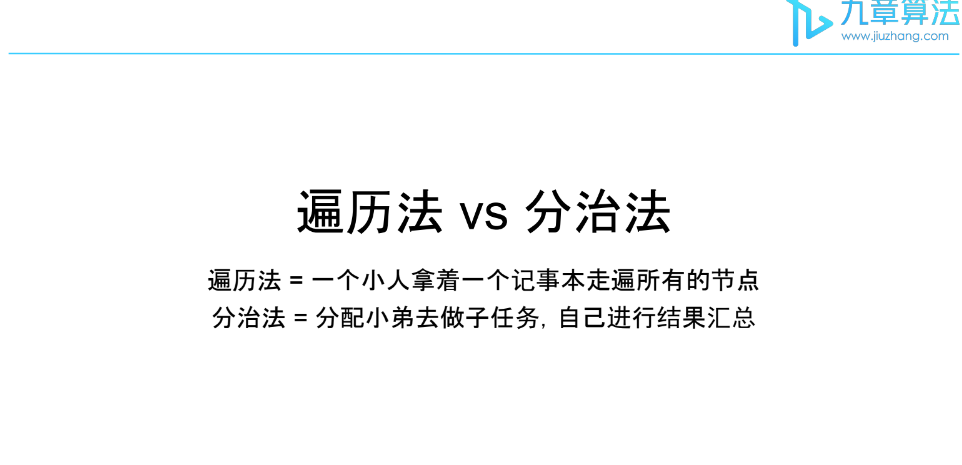 九章算法
www.jiuzhang.com
遍历法 vs 分治法
遍历法 = 一个小人拿着一个记事本走遍所有的节点
分治法 = 分配小弟去做子任务, 自己进行结果汇总